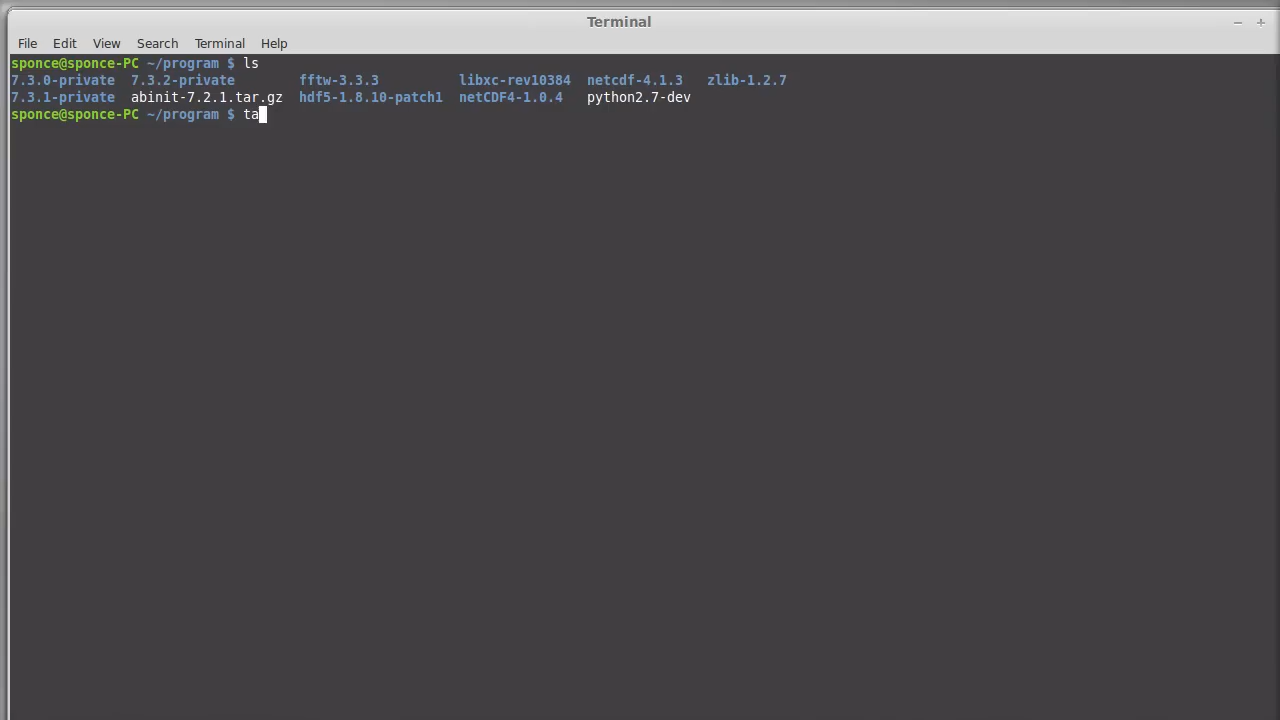 Terminal
File Edit View Search Terminal Help
sponce@sponce-PC ~/program $ ls
7.3.0-private 7.3.2-private fftw-3.3.3 libxc-rev10384 netcdf-4.1.3 zlib-1.2.7
7.3.1-private abinit-7.2.1.tar.gz hdf5-1.8.10-patch1 netCDF4-1.0.4 python2.7-dev
sponce@sponce-PC ~/program $ ta